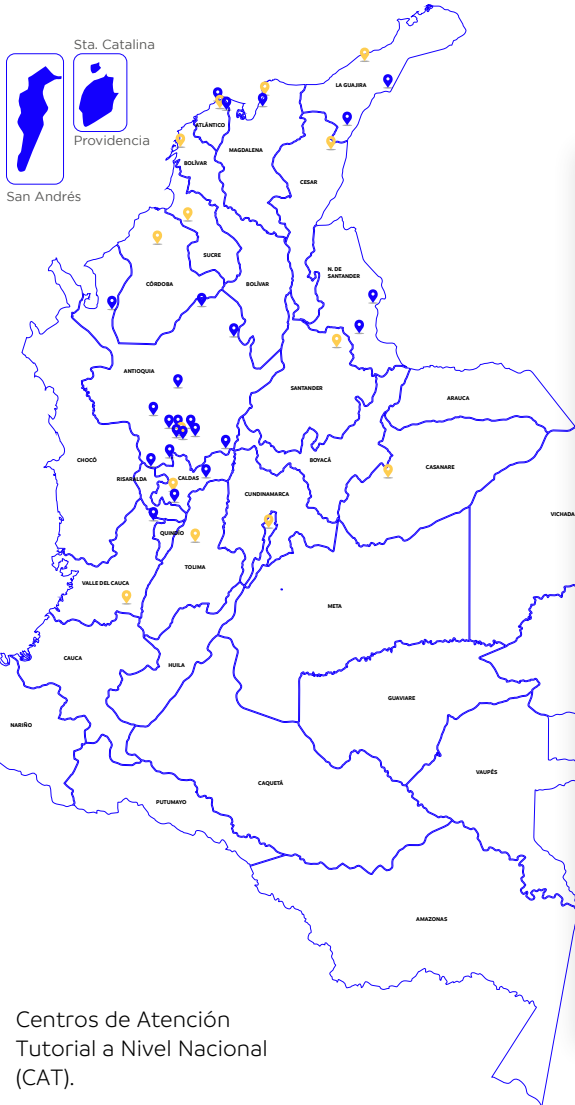 Sta. Catalina
Providencia
San Andrés
LA GUAJIRA
ATLÁNTICO
MAGDALENA
BOLÍVAR
CESAR
SUCRE
N. DE
SANTANDER
CÓRDOBA
BOLÍVAR
ANTIOQUIA
SANTANDER
ARAUCA
CHOCÓ
BOYACÁ
CASANARE
RISARALDA
CALDAS
CUNDINAMARCA
VICHADA
QUINDÍO
TOLIMA
VALLE DEL CAUCA
META
CAUCA
HUILA
GUAVIARE
NARIÑO
VAUPÉS
CAQUETÁ
PUTUMAYO
AMAZONAS
Centros de Atención
Tutorial a Nivel Nacional
(CAT).